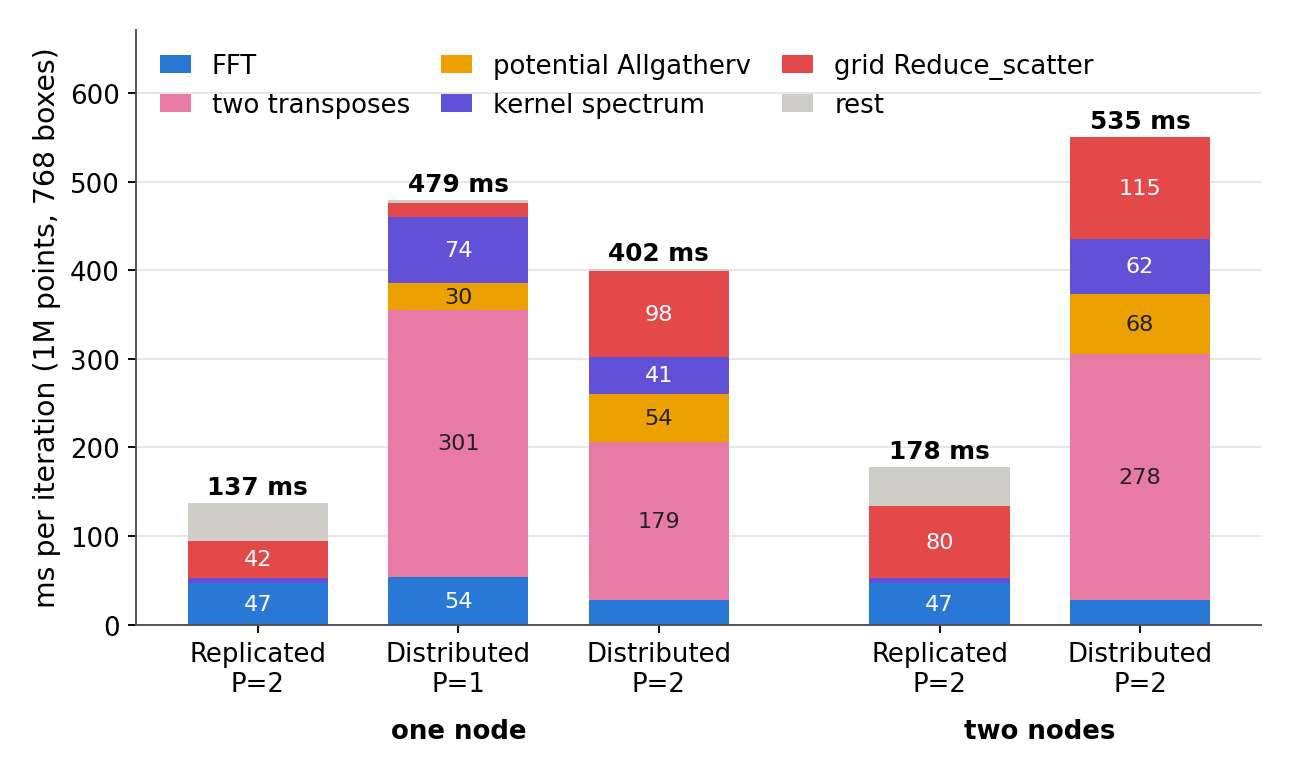 ms per iteration (1M points, 768 boxes)
600
500
400
300
200
100
0
FFT
two transposes
potential Allgatherv
kernel spectrum
grid Reduce_scatter
rest
137 ms
42
47
479 ms
74
30
301
54
402 ms
98
41
54
179
178 ms
80
47
535 ms
115
62
68
278
Replicated
P=2
Distributed
P=1
Distributed
P=2
Replicated
P=2
Distributed
P=2
one node
two nodes